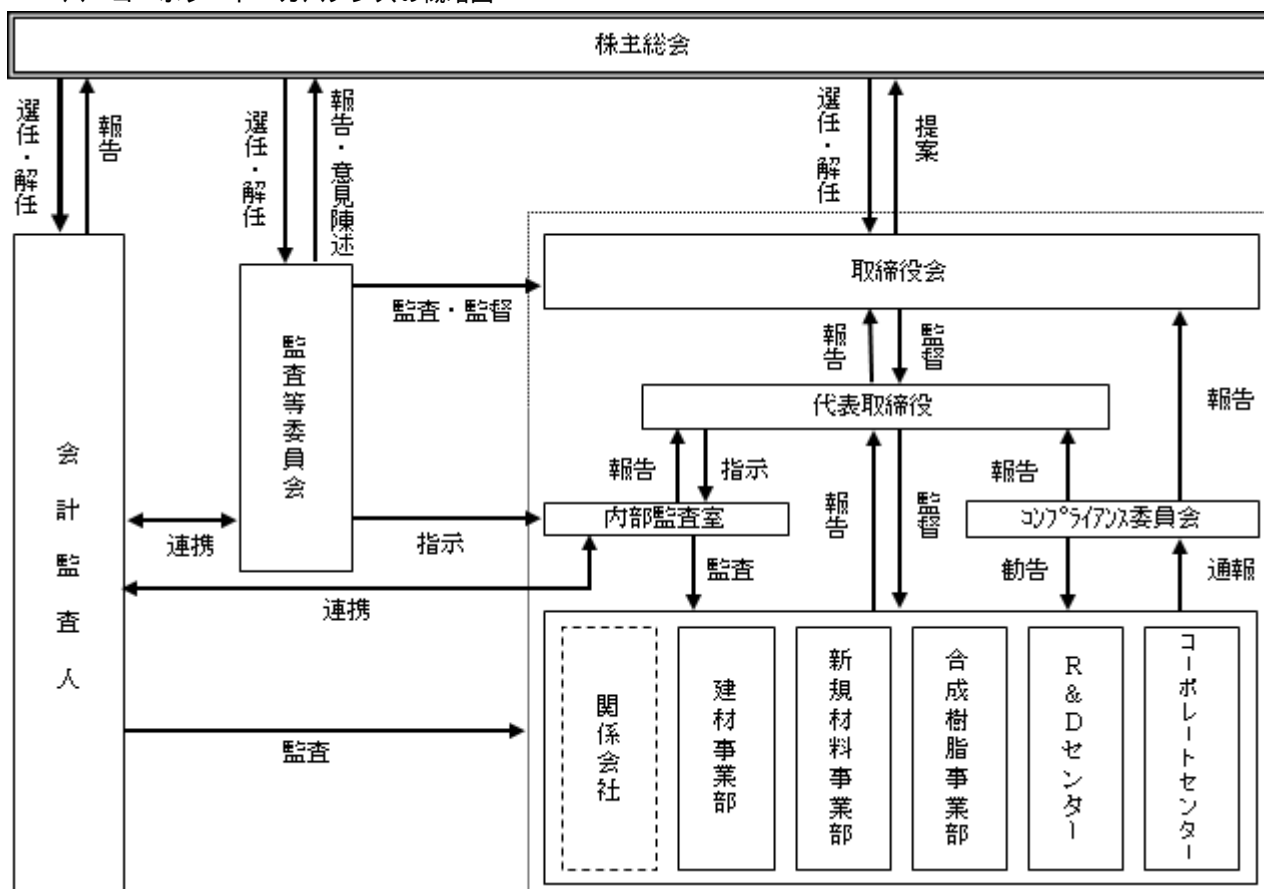 株主総会
選任・解任
報告
選任・解任
報告・意見陳述
選任・解任
提案
取締役会
監査・監督
監査等委員会
報告
監督
代表取締役
報告
会計監査人
報告
指示
報告
監督
報告
内部監査室
コンプライアンス委員会
連携
指示
監査
勧告
通報
連携
関係会社
建材事業部
新規材料事業部
合成樹脂事業部
R&Dセンター
コーポレートセンター
監査